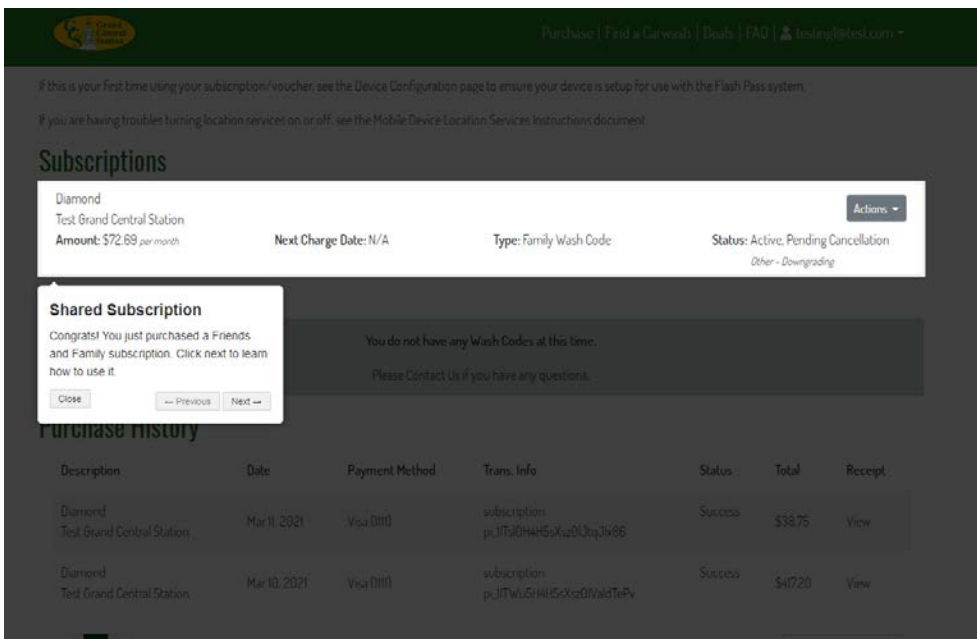 Grand
Central
Station
Purchase | Find a Carwash | Deals | FAQ | testing1@test.com
If this is your first time using your subscription/voucher, see the Device Configuration page to ensure your device is setup for use with the Flash Pass system.
If you are having troubles turning location services on or off, see the Mobile Device Location Services Instructions document.
Subscriptions
Diamond
Actions
Test Grand Central Station
Amount: $72.69 per month Next Charge Date: N/A Type: Family Wash Code Status: Active, Pending Cancellation
Other - Downgrading
Shared Subscription
Congrats! You just purchased a Friends
and Family subscription. Click next to learn
how to use it.
Close ← Previous Next →
You do not have any Wash Codes at this time.
Please Contact Us if you have any questions.
Purchase History
Description Date Payment Method Trans. Info Status Total Receipt
Diamond
Test Grand Central Station
Mar 11, 2021 Visa (1111) subscription
Success $38.75 View
Diamond
Test Grand Central Station
Mar 10, 2021 Visa (1111) subscription
Success $417.20 View